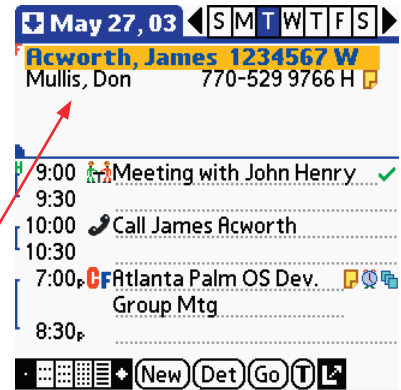 May 27, 03 S M T W T F S
Acworth, James 1234567 W
Mullis, Don 770-529 9766 H
9:00 Meeting with John Henry
9:30
10:00 Call James Acworth
10:30
7:00p CF Atlanta Palm OS Dev.
Group Mtg
8:30p
New Det Go T